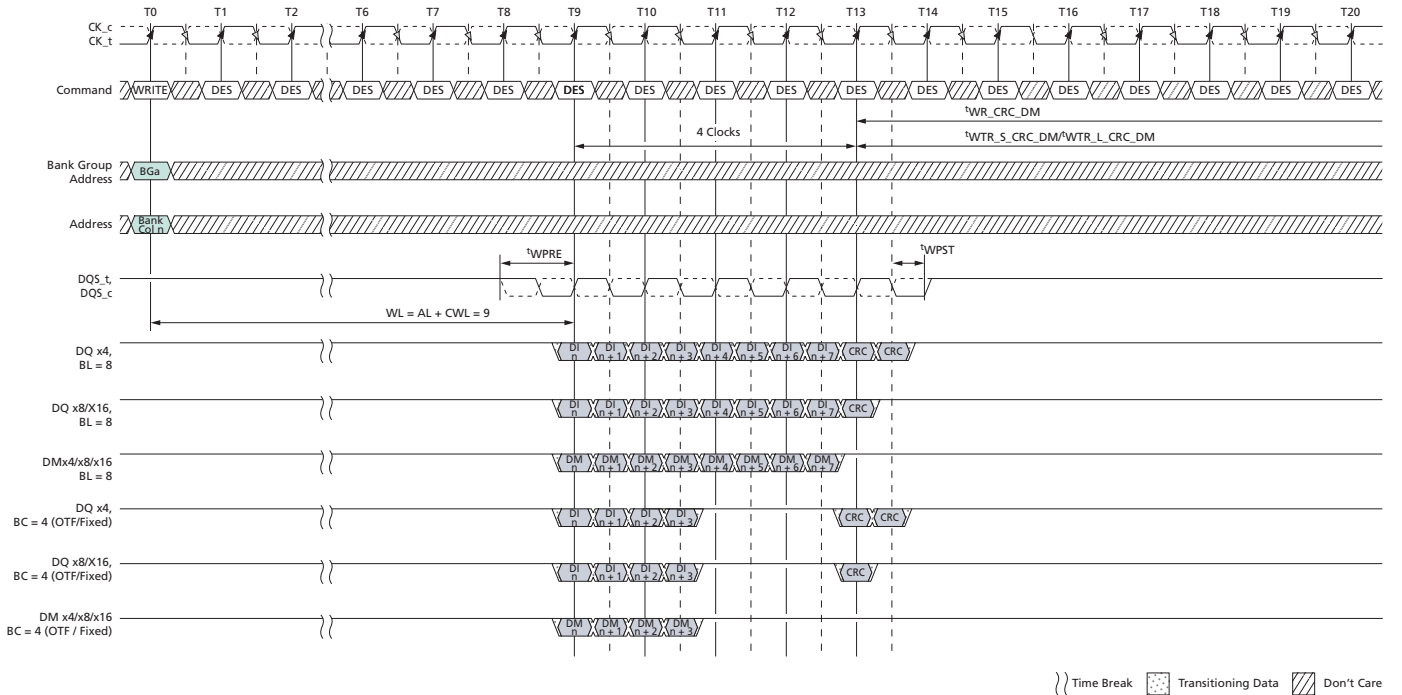 T0 T1 T2 T6 T7 T8 T9 T10 T11 T12 T13 T14 T15 T16 T17 T18 T19 T20
CK_c
CK_t
Command WRITE DES DES DES DES DES DES DES DES DES DES DES DES DES DES DES DES DES
tWR_CRC_DM
4 Clocks
tWTR_S_CRC_DM/tWTR_L_CRC_DM
Bank Group
Address
BGa
Address
Bank
Col n
tWPRE
tWPST
DQS_t,
DQS_c
WL = AL + CWL = 9
DQ x4,
BL = 8
DI n DI n + 1 DI n + 2 DI n + 3 DI n + 4 DI n + 5 DI n + 6 DI n + 7 CRC CRC
DQ x8/X16,
BL = 8
DI n DI n + 1 DI n + 2 DI n + 3 DI n + 4 DI n + 5 DI n + 6 DI n + 7 CRC
DMx4/x8/x16
BL = 8
DM n DM n + 1 DM n + 2 DM n + 3 DM n + 4 DM n + 5 DM n + 6 DM n + 7
DQ x4,
BC = 4 (OTF/Fixed)
DI n DI n + 1 DI n + 2 DI n + 3 CRC CRC
DQ x8/X16,
BC = 4 (OTF/Fixed)
DI n DI n + 1 DI n + 2 DI n + 3 CRC
DM x4/x8/x16
BC = 4 (OTF / Fixed)
DM n DM n + 1 DM n + 2 DM n + 3
Time Break Transitioning Data Don't Care